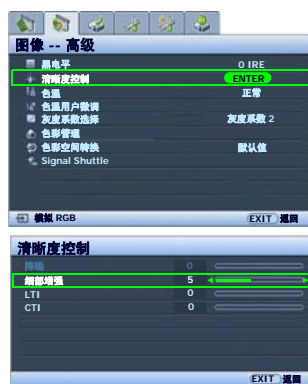 图像 -- 高级
黑电平 0 IRE
清晰度控制 ENTER
色温 正常
色温用户微调
灰度系数选择 灰度系数 2
色彩管理
色彩空间转换 默认值
Signal Shuttle
模拟 RGB EXIT 返回
清晰度控制
降噪 0
细部增强 5
LTI 0
CTI 0
EXIT 返回